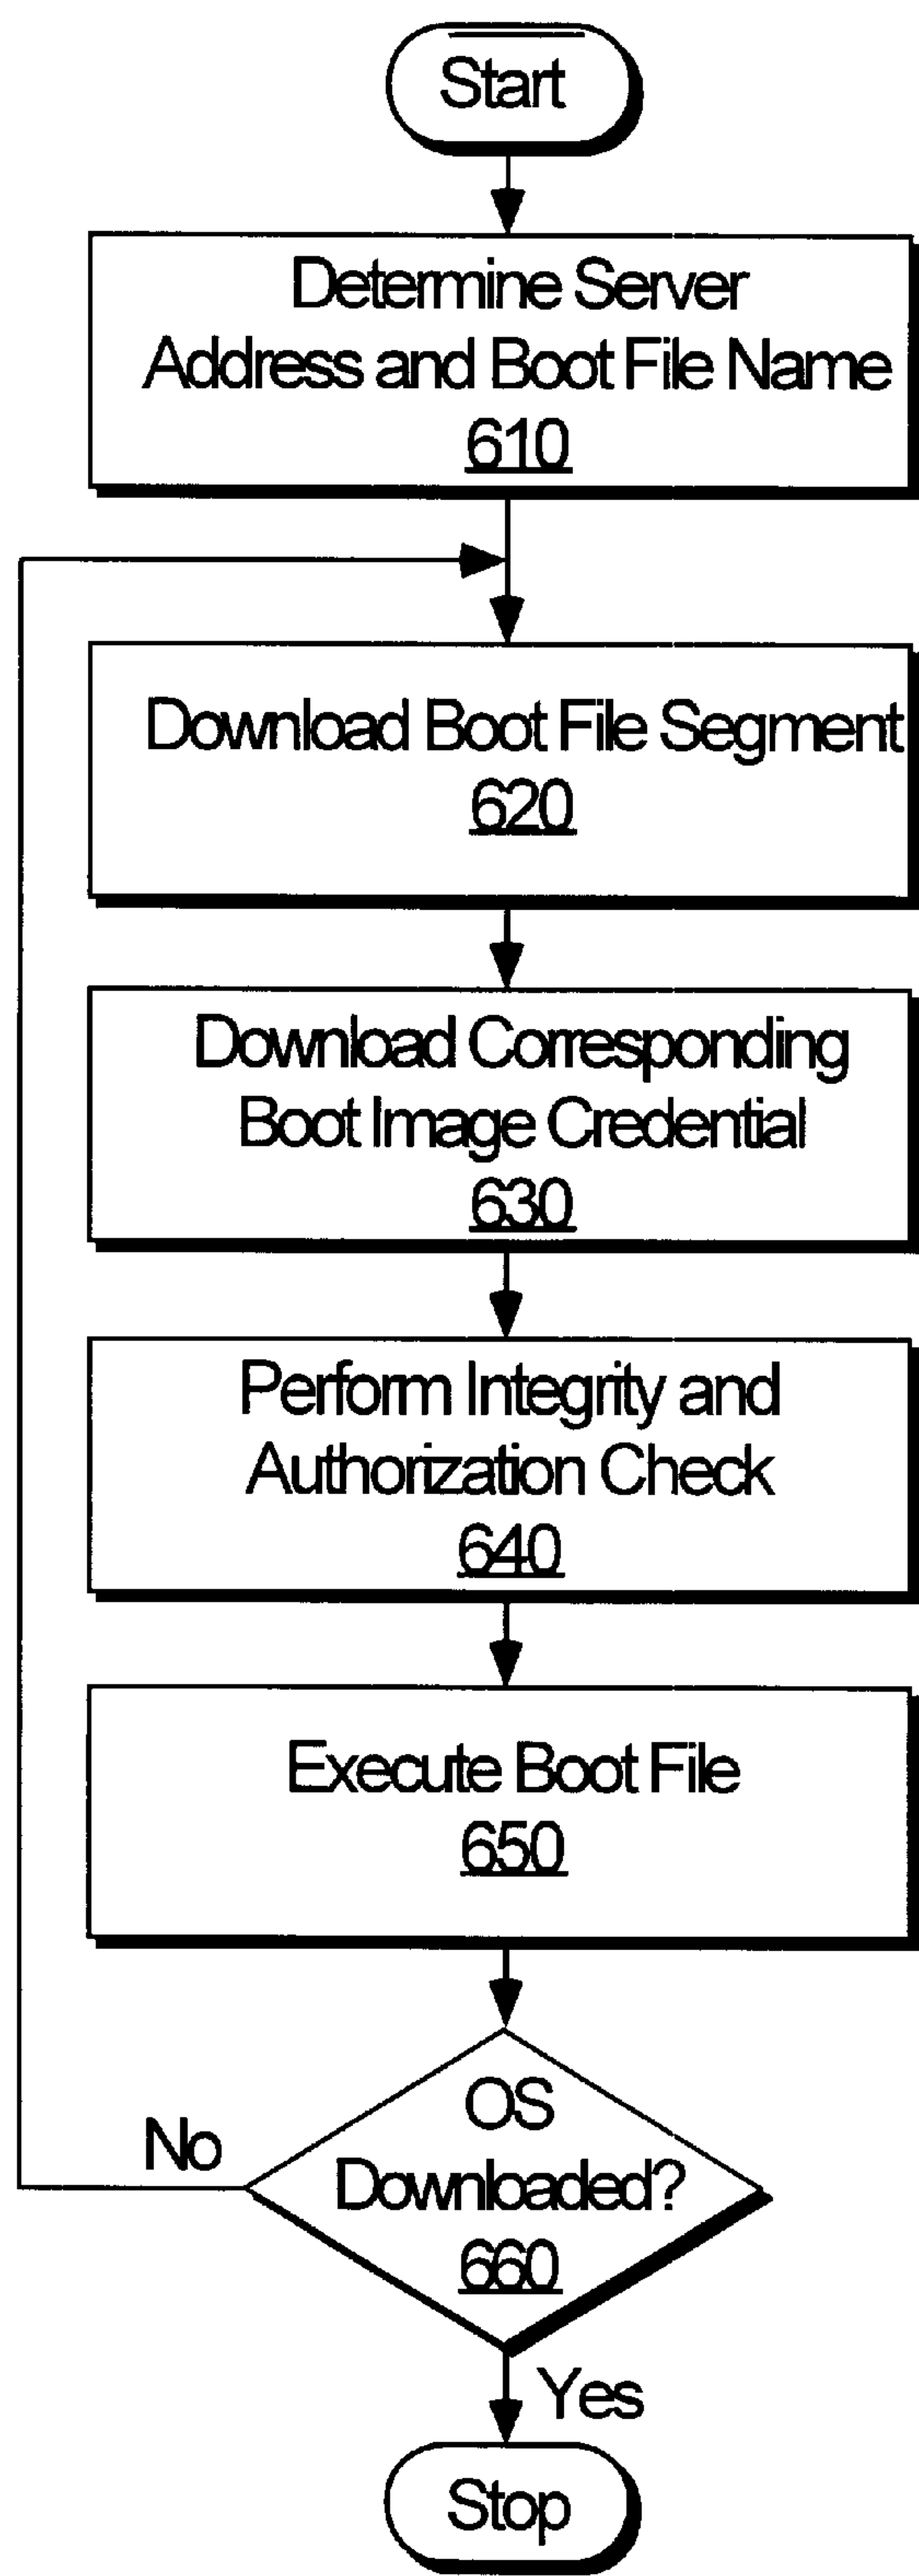 Start
Determine Server
Address and Boot File Name
610
Download Boot File Segment
620
Download Corresponding
Boot Image Credential
630
Perform Integrity and
Authorization Check
640
Execute Boot File
650
OS
No
Downloaded?
660
Yes
Stop